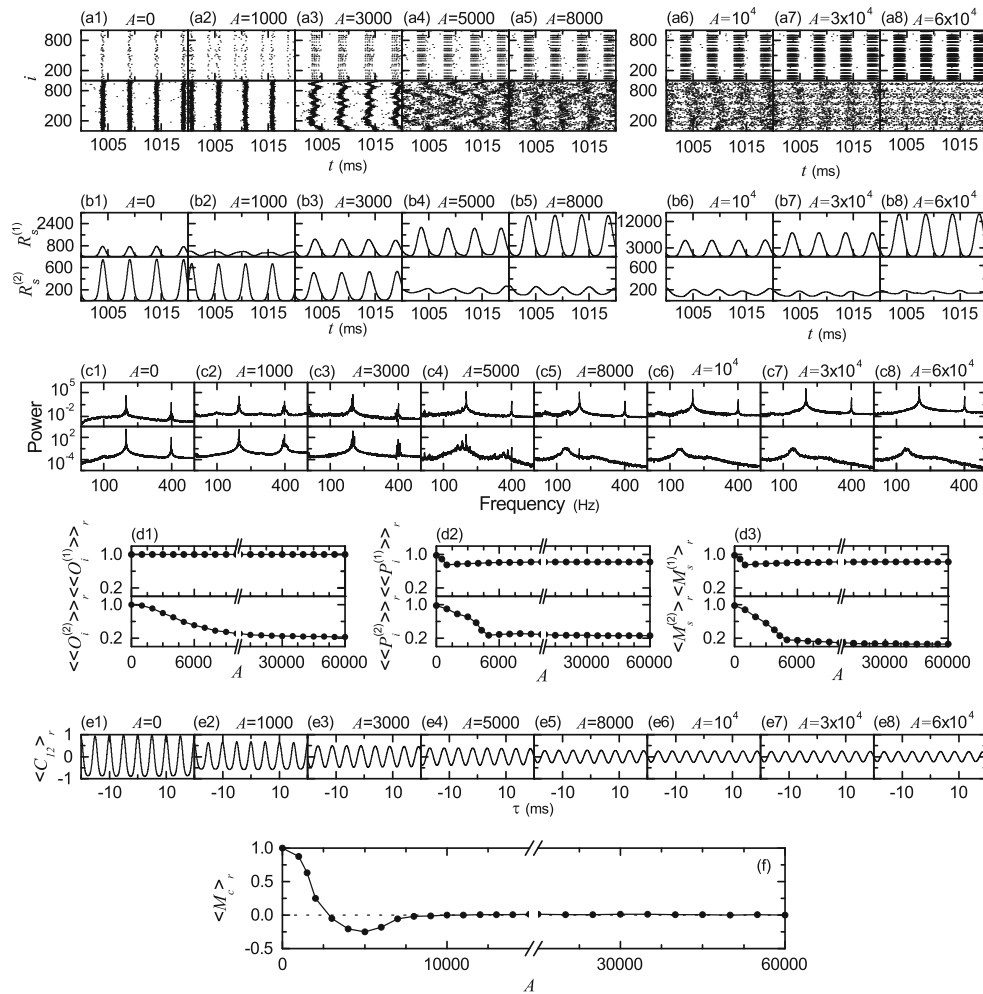 (a1) A=0 (a2) A=1000 (a3) A=3000 (a4) A=5000 (a5) A=8000 (a6) A=10⁴ (a7) A=3x10⁴ (a8) A=6x10⁴
i
800 800
200 200
800 800
200 200
1005 1015 1005 1015 1005 1015 1005 1015 1005 1015 1005 1015 1005 1015 1005 1015
t (ms) t (ms)
(b1) A=0 (b2) A=1000 (b3) A=3000 (b4) A=5000 (b5) A=8000 (b6) A=10⁴ (b7) A=3x10⁴ (b8) A=6x10⁴
R_s^(1)
2400 12000
800 3000
R_s^(2)
600 600
200 200
1005 1015 1005 1015 1005 1015 1005 1015 1005 1015 1005 1015 1005 1015 1005 1015
t (ms) t (ms)
(c1) A=0 (c2) A=1000 (c3) A=3000 (c4) A=5000 (c5) A=8000 (c6) A=10⁴ (c7) A=3x10⁴ (c8) A=6x10⁴
Power
10⁵
10⁻²
10²
10⁻⁴
100 400 100 400 100 400 100 400 100 400 100 400 100 400 100 400
Frequency (Hz)
(d1) (d2) (d3)
<<O_i^(2)>>_r <<O_i^(1)>>_r
<<P_i^(2)>>_r <<P_i^(1)>>_r
<M_s^(2)>_r <M_s^(1)>_r
1.0 1.0 1.0
0.2 0.2 0.2
1.0 1.0 1.0
0.2 0.2 0.2
0 6000 30000 60000 0 6000 30000 60000 0 6000 30000 60000
A A A
(e1) A=0 (e2) A=1000 (e3) A=3000 (e4) A=5000 (e5) A=8000 (e6) A=10⁴ (e7) A=3x10⁴ (e8) A=6x10⁴
<C_12>_r
1
0
-1
-10 10 -10 10 -10 10 -10 10 -10 10 -10 10 -10 10 -10 10
τ (ms)
(f)
<M_c>_r
1.0
0.5
0.0
-0.5
0 10000 30000 60000
A